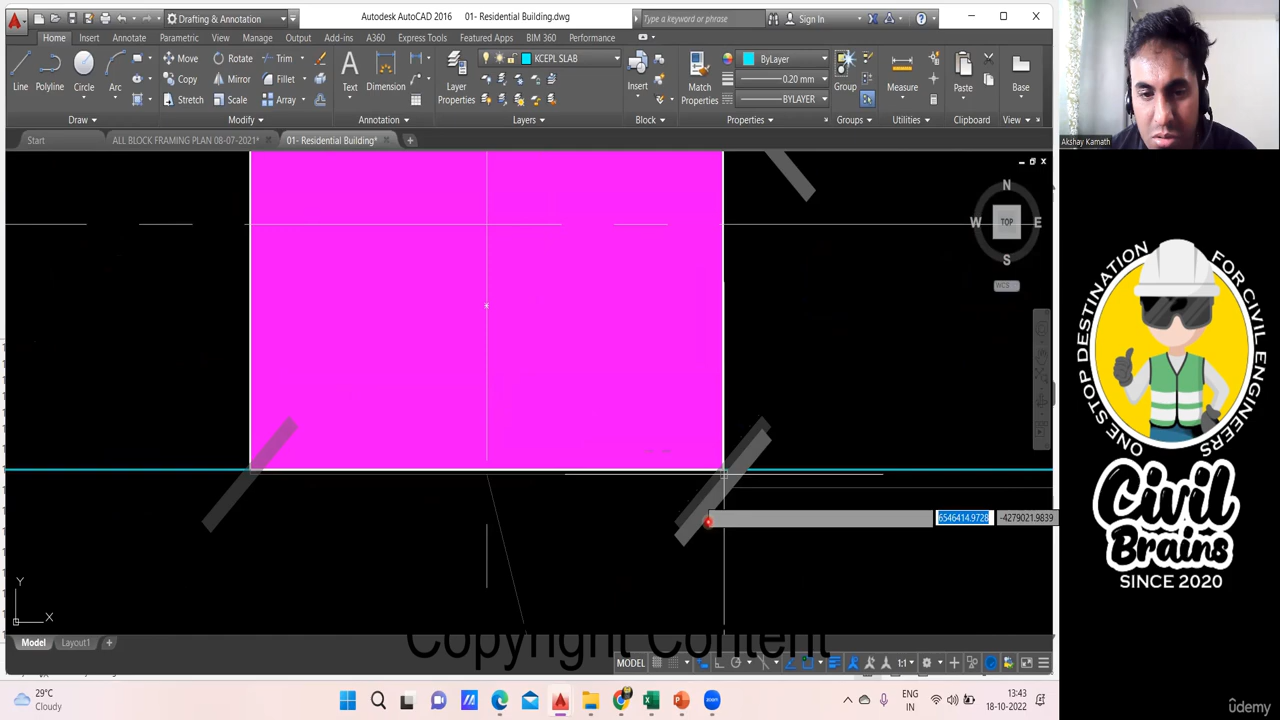 Drafting & Annotation
Autodesk AutoCAD 2016 01- Residential Building.dwg
Type a keyword or phrase
Sign In
Home Insert Annotate Parametric View Manage Output Add-ins A360 Express Tools Featured Apps BIM 360 Performance
Line Polyline Circle Arc
Move Rotate Trim
Copy Mirror Fillet
Stretch Scale Array
Text Dimension
Layer Properties
KCEPL SLAB
Insert
Match Properties
ByLayer
0.20 mm
BYLAYER
Group
Measure
Paste
Base
Draw Modify Annotation Layers Block Properties Groups Utilities Clipboard View
Start ALL BLOCK FRAMING PLAN 08-07-2021* 01- Residential Building*
Akshay Kamath
N
W TOP E
S
WCS
6546414.9728 -4279021.9839
Y
X
Copyright Content
Model Layout1
MODEL 1:1
29°C
Cloudy
zoom
ENG
IN
13:43
18-10-2022
ONE STOP DESTINATION FOR CIVIL ENGINEERS
Civil
Brains
SINCE 2020
ûdemy